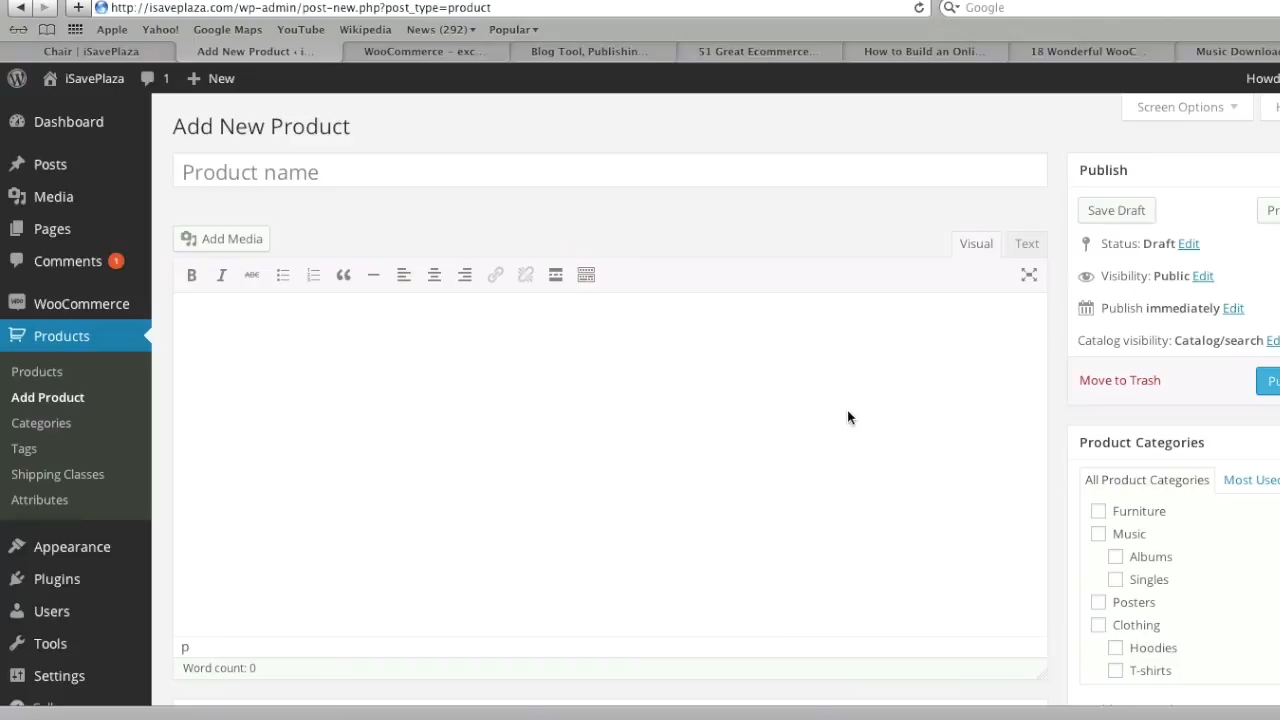 http://isaveplaza.com/wp-admin/post-new.php?post_type=product
Google
Apple Yahoo! Google Maps YouTube Wikipedia News (292) Popular
Chair | iSavePlaza
Add New Product ‹ i...
WooCommerce – exc...
Blog Tool, Publishin...
51 Great Ecommerce...
How to Build an Onli...
18 Wonderful WooC...
Music Download
iSavePlaza 1 New
Howd
Screen Options
Dashboard
Posts
Media
Pages
Comments 1
WooCommerce
Products
Products
Add Product
Categories
Tags
Shipping Classes
Attributes
Appearance
Plugins
Users
Tools
Settings
Add New Product
Product name
Add Media
Visual Text
B I ABC
p
Word count: 0
Publish
Save Draft
Pr
Status: Draft Edit
Visibility: Public Edit
Publish immediately Edit
Catalog visibility: Catalog/search Ed
Move to Trash
Pu
Product Categories
All Product Categories Most Used
Furniture
Music
Albums
Singles
Posters
Clothing
Hoodies
T-shirts